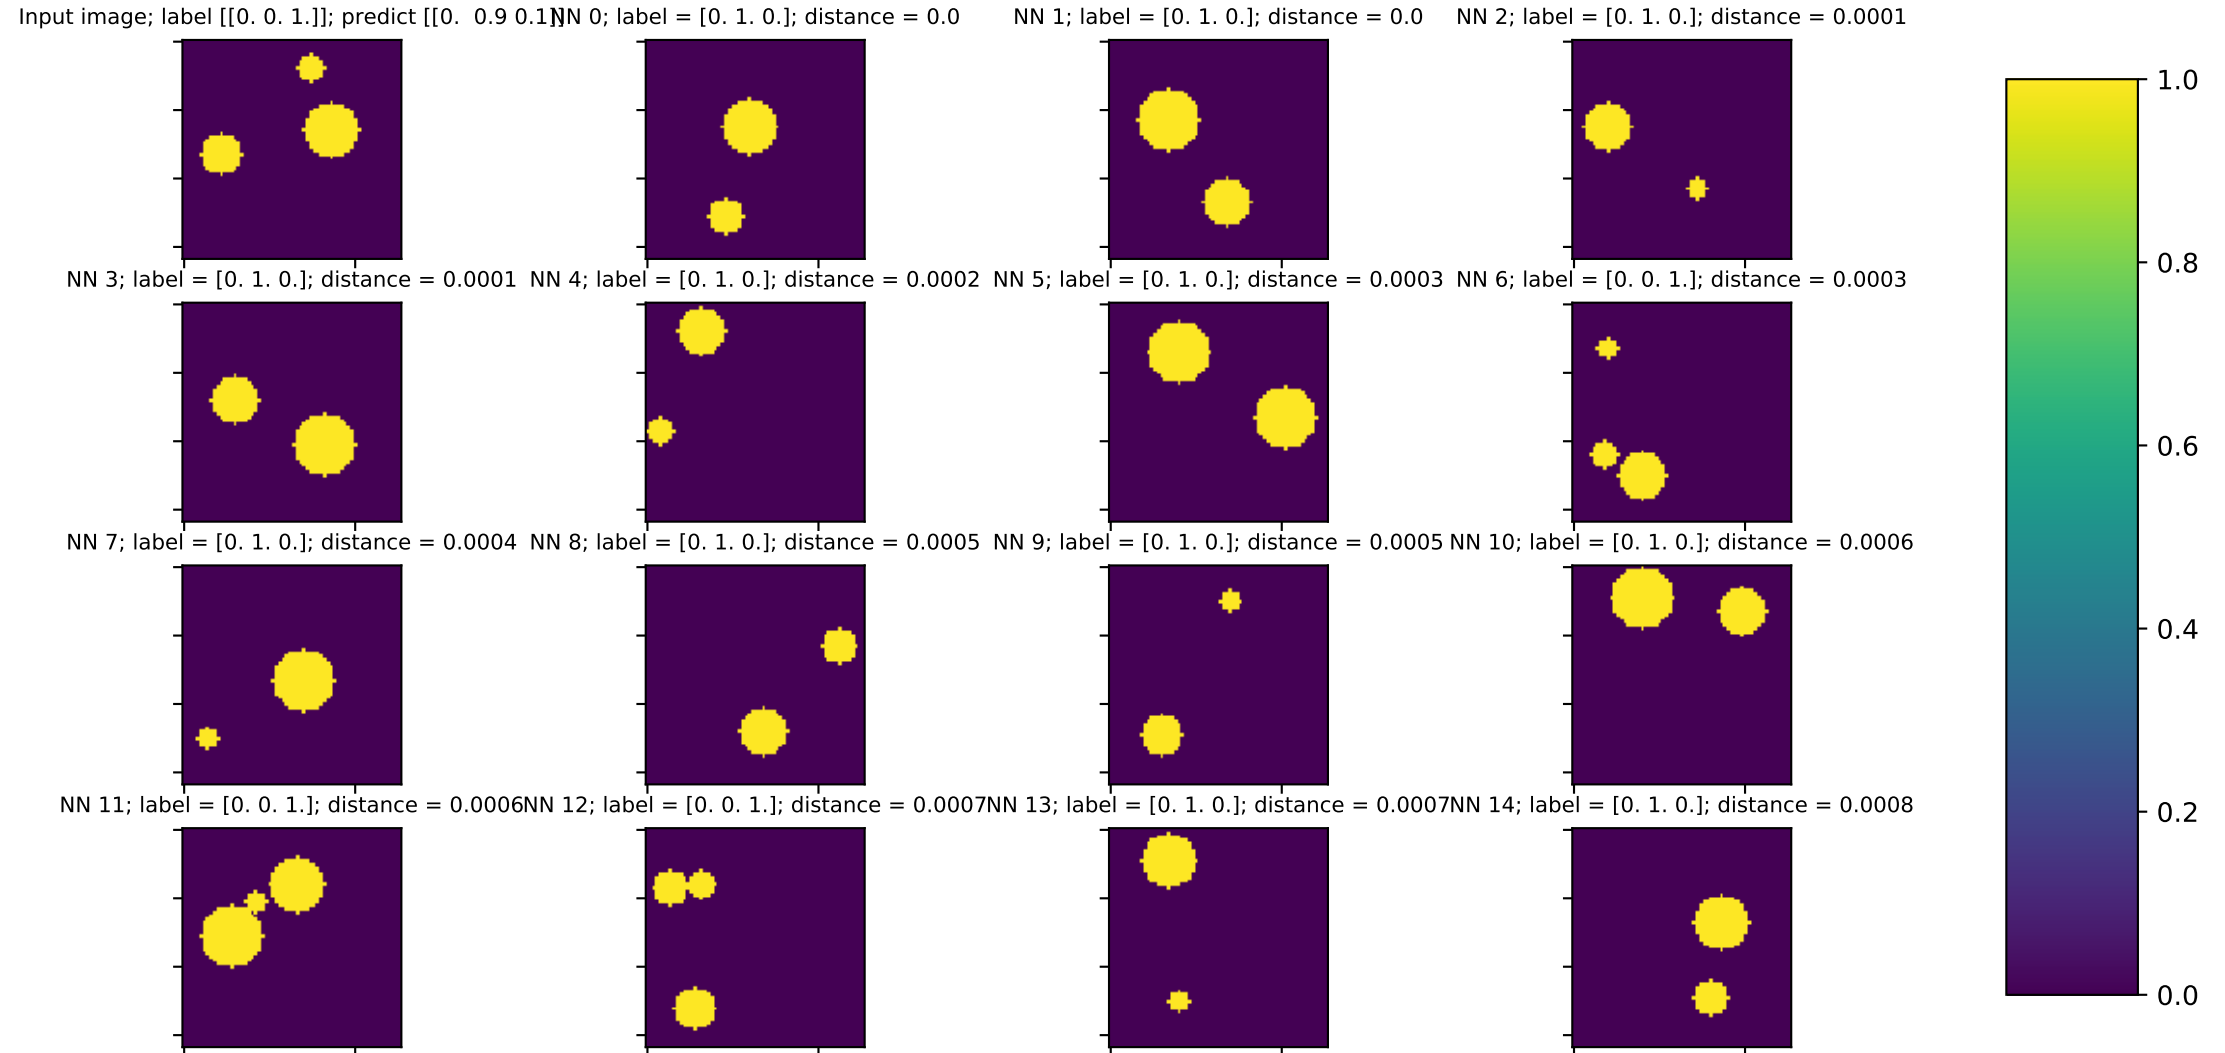 Input image; label [[0. 0. 1.]]; predict [[0.  0.9 0.1]]
NN 0; label = [0. 1. 0.]; distance = 0.0
NN 1; label = [0. 1. 0.]; distance = 0.0
NN 2; label = [0. 1. 0.]; distance = 0.0001
NN 3; label = [0. 1. 0.]; distance = 0.0001
NN 4; label = [0. 1. 0.]; distance = 0.0002
NN 5; label = [0. 1. 0.]; distance = 0.0003
NN 6; label = [0. 0. 1.]; distance = 0.0003
NN 7; label = [0. 1. 0.]; distance = 0.0004
NN 8; label = [0. 1. 0.]; distance = 0.0005
NN 9; label = [0. 1. 0.]; distance = 0.0005
NN 10; label = [0. 1. 0.]; distance = 0.0006
NN 11; label = [0. 0. 1.]; distance = 0.0006
NN 12; label = [0. 0. 1.]; distance = 0.0007
NN 13; label = [0. 1. 0.]; distance = 0.0007
NN 14; label = [0. 1. 0.]; distance = 0.0008
1.0
0.8
0.6
0.4
0.2
0.0